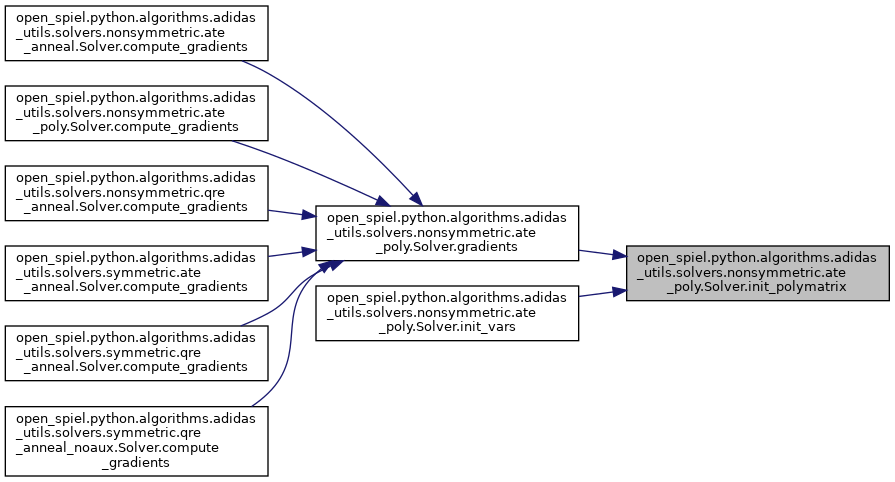 open_spiel.python.algorithms.adidas
_utils.solvers.nonsymmetric.ate
_anneal.Solver.compute_gradients
open_spiel.python.algorithms.adidas
_utils.solvers.nonsymmetric.ate
_poly.Solver.compute_gradients
open_spiel.python.algorithms.adidas
_utils.solvers.nonsymmetric.qre
_anneal.Solver.compute_gradients
open_spiel.python.algorithms.adidas
_utils.solvers.symmetric.ate
_anneal.Solver.compute_gradients
open_spiel.python.algorithms.adidas
_utils.solvers.symmetric.qre
_anneal.Solver.compute_gradients
open_spiel.python.algorithms.adidas
_utils.solvers.symmetric.qre
_anneal_noaux.Solver.compute
_gradients
open_spiel.python.algorithms.adidas
_utils.solvers.nonsymmetric.ate
_poly.Solver.gradients
open_spiel.python.algorithms.adidas
_utils.solvers.nonsymmetric.ate
_poly.Solver.init_vars
open_spiel.python.algorithms.adidas
_utils.solvers.nonsymmetric.ate
_poly.Solver.init_polymatrix